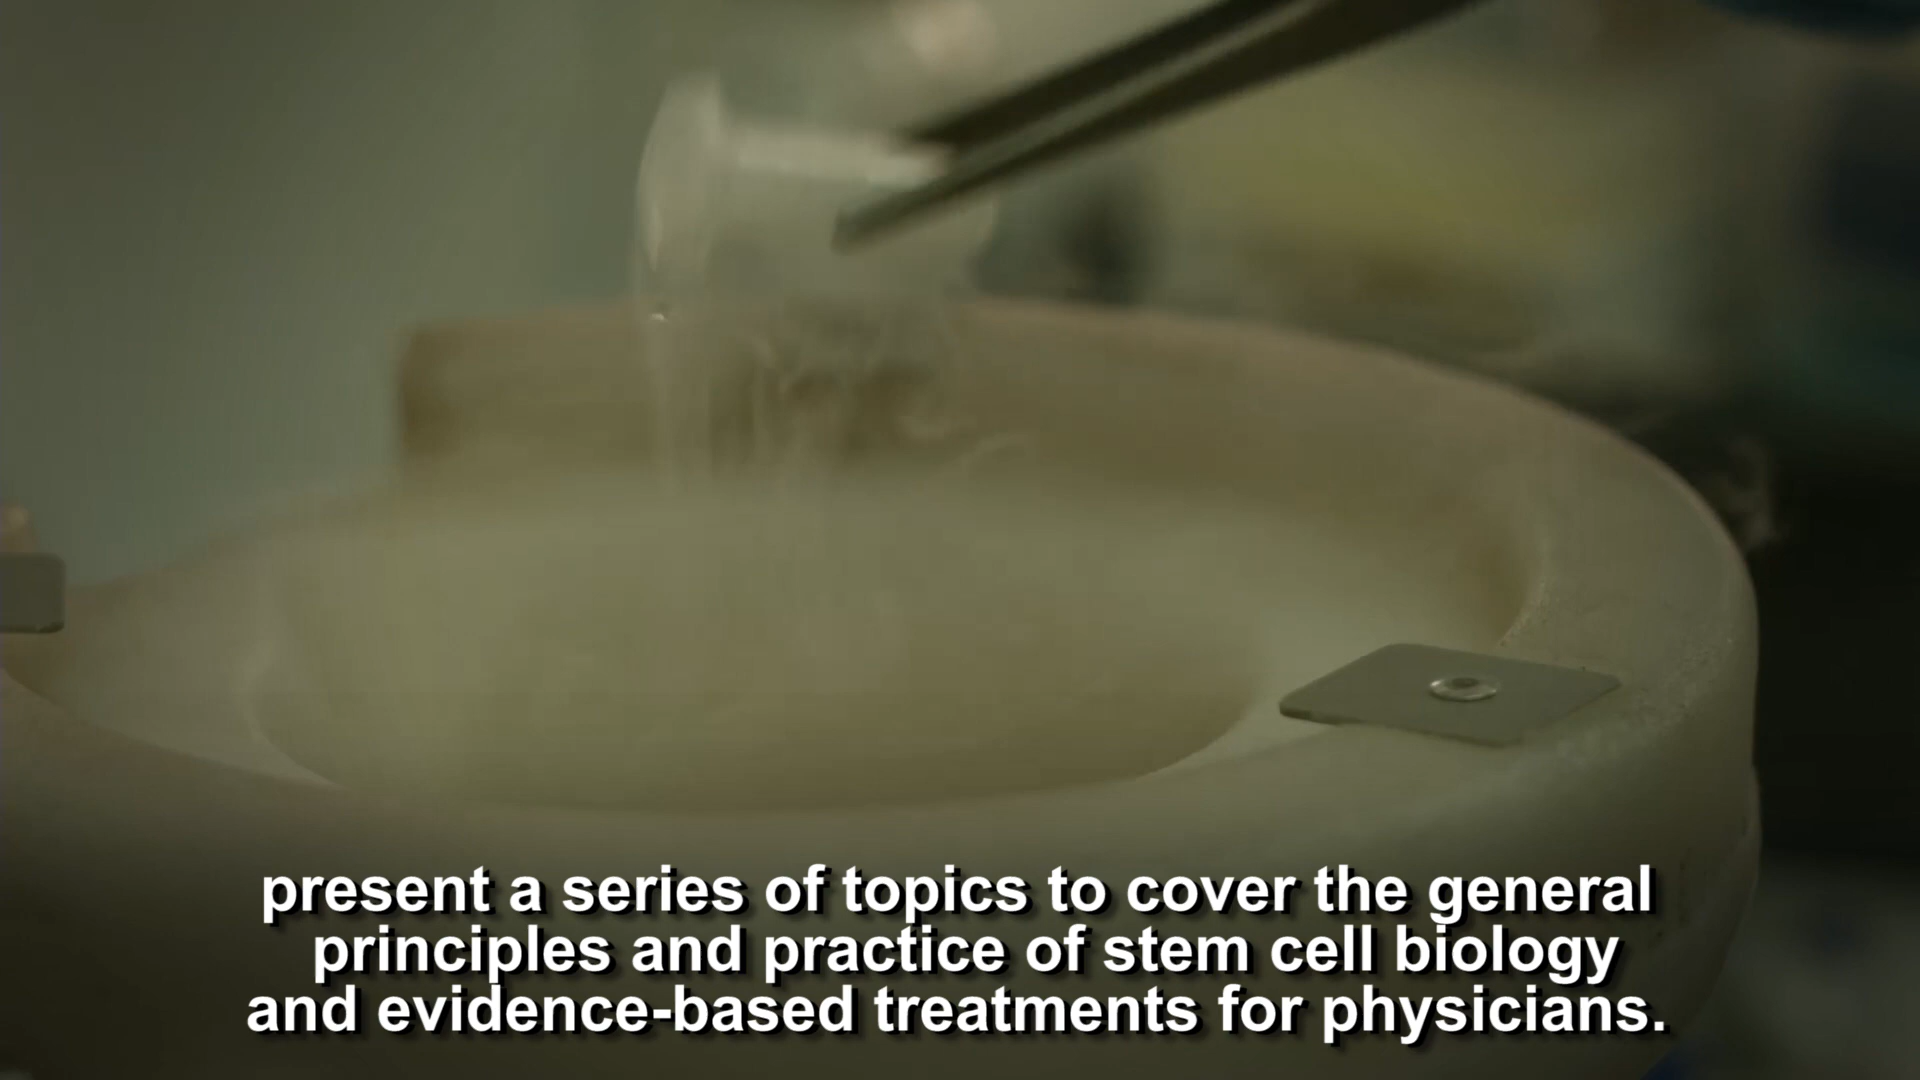 present a series of topics to cover the general
principles and practice of stem cell biology
and evidence-based treatments for physicians.